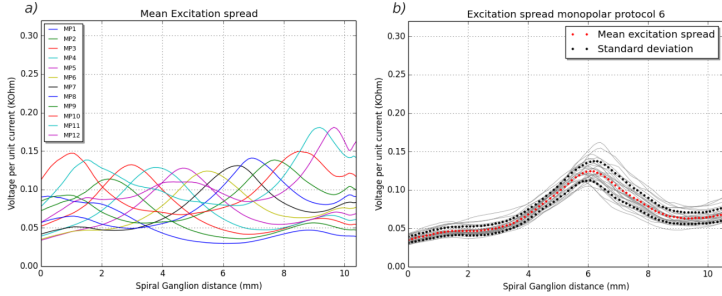 a)
Mean Excitation spread
Voltage per unit current (KOhm)
0.30
0.25
0.20
0.15
0.10
0.05
0.00
MP1
MP2
MP3
MP4
MP5
MP6
MP7
MP8
MP9
MP10
MP11
MP12
0 2 4 6 8 10
Spiral Ganglion distance (mm)
b)
Excitation spread monopolar protocol 6
Voltage per unit current (KOhm)
0.30
0.25
0.20
0.15
0.10
0.05
0.00
Mean excitation spread
Standard deviation
0 2 4 6 8 10
Spiral Ganglion distance (mm)